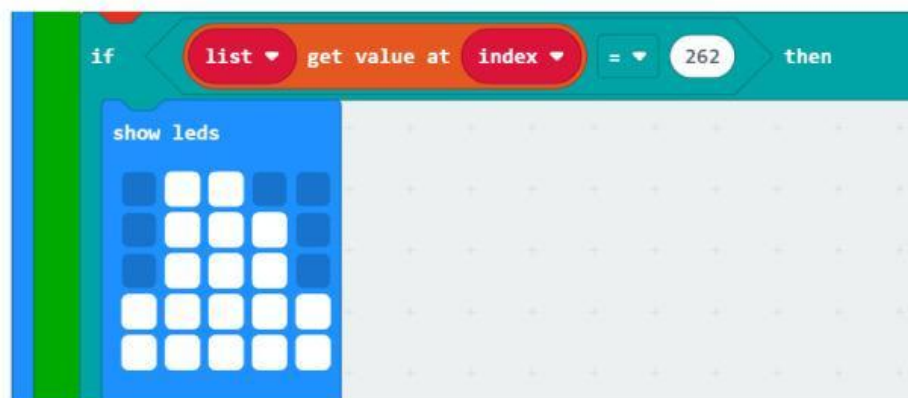 if list get value at index = 262 then
show leds